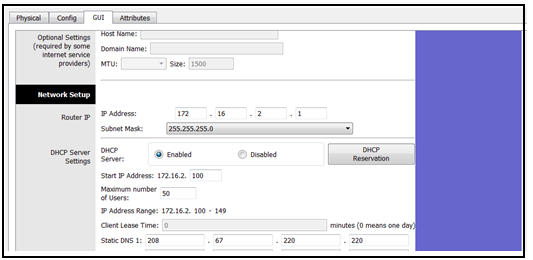 Physical Config GUI Attributes
Optional Settings
(required by some
internet service
providers)
Host Name:
Domain Name:
MTU: Size: 1500
Network Setup
Router IP
IP Address: 172 . 16 . 2 . 1
Subnet Mask: 255.255.255.0
DHCP Server
Settings
DHCP
Server: Enabled Disabled DHCP
Reservation
Start IP Address: 172.16.2. 100
Maximum number
of Users: 50
IP Address Range: 172.16.2. 100 - 149
Client Lease Time: 0 minutes (0 means one day)
Static DNS 1: 208 . 67 . 220 . 220